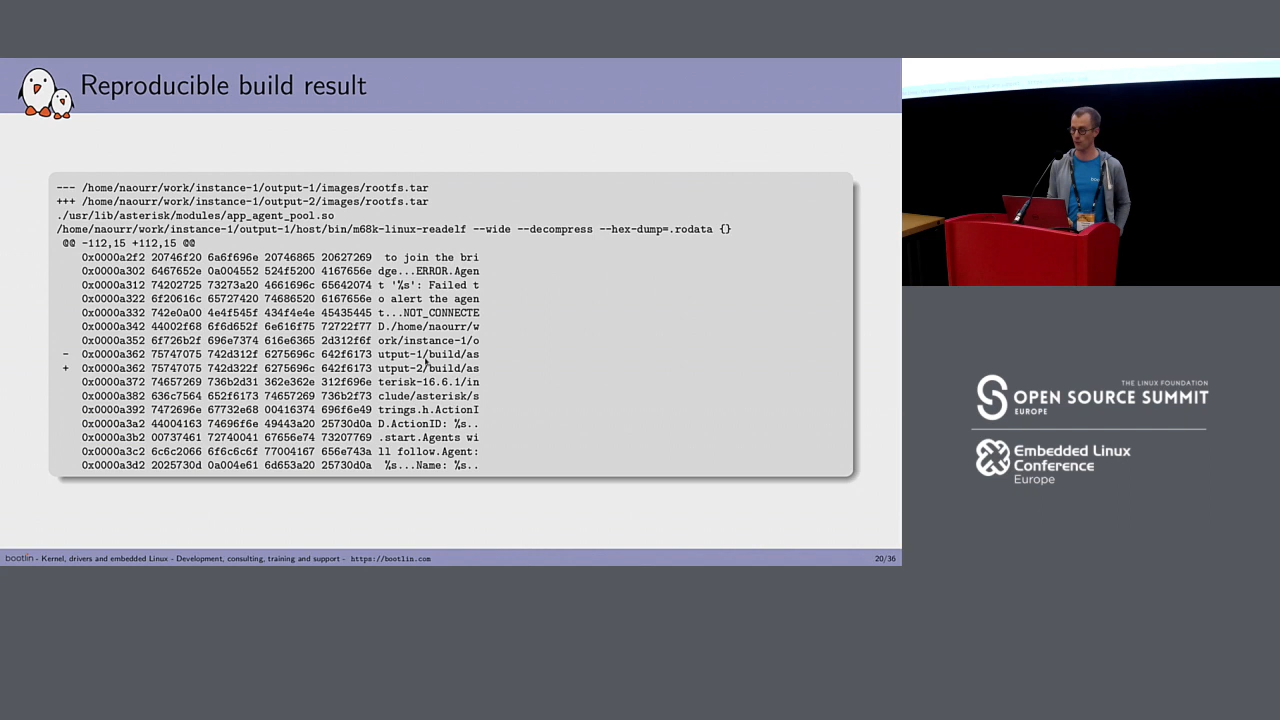 Reproducible build result
--- /home/naourr/work/instance-1/output-1/images/rootfs.tar
+++ /home/naourr/work/instance-1/output-2/images/rootfs.tar
./usr/lib/asterisk/modules/app_agent_pool.so
/home/naourr/work/instance-1/output-1/host/bin/m68k-linux-readelf --wide --decompress --hex-dump=.rodata {}
@@ -112,15 +112,15 @@
0x0000a2f2 20746f20 6a6f696e 20746865 20627269  to join the bri
0x0000a302 6467652e 0a004552 524f5200 4167656e dge...ERROR.Agen
0x0000a312 74202725 73273a20 4661696c 65642074 t '%s': Failed t
0x0000a322 6f20616c 65727420 74686520 6167656e o alert the agen
0x0000a332 742e0a00 4e4f545f 434f4e4e 45435445 t...NOT_CONNECTE
0x0000a342 44002f68 6f6d652f 6e616f75 72722f77 D./home/naourr/w
0x0000a352 6f726b2f 696e7374 616e6365 2d312f6f ork/instance-1/o
- 0x0000a362 75747075 742d312f 6275696c 642f6173 utput-1/build/as
+ 0x0000a362 75747075 742d322f 6275696c 642f6173 utput-2/build/as
0x0000a372 74657269 736b2d31 362e362e 312f696e terisk-16.6.1/in
0x0000a382 636c7564 652f6173 74657269 736b2f73 clude/asterisk/s
0x0000a392 7472696e 67732e68 00416374 696f6e49 trings.h.ActionI
0x0000a3a2 44004163 74696f6e 49443a20 25730d0a D.ActionID: %s..
0x0000a3b2 00737461 72740041 67656e74 73207769 .start.Agents wi
0x0000a3c2 6c6c2066 6f6c6c6f 77004167 656e743a ll follow.Agent:
0x0000a3d2 2025730d 0a004e61 6d653a20 25730d0a  %s...Name: %s..
bootlin - Kernel, drivers and embedded Linux - Development, consulting, training and support - https://bootlin.com
20/36
THE LINUX FOUNDATION
OPEN SOURCE SUMMIT
EUROPE
Embedded Linux
Conference
Europe